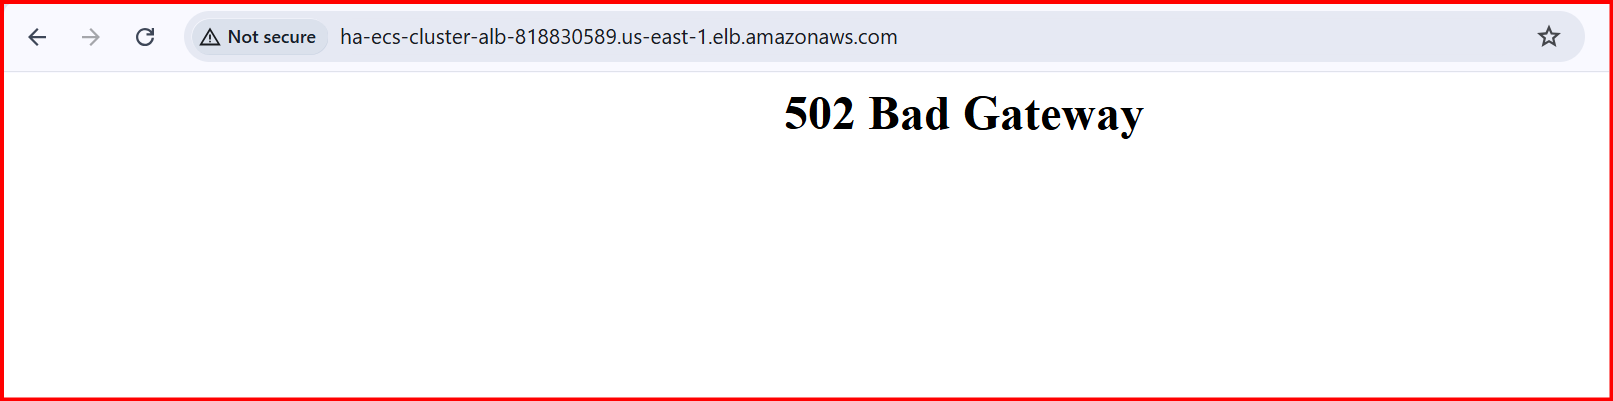 Not secure ha-ecs-cluster-alb-818830589.us-east-1.elb.amazonaws.com
502 Bad Gateway